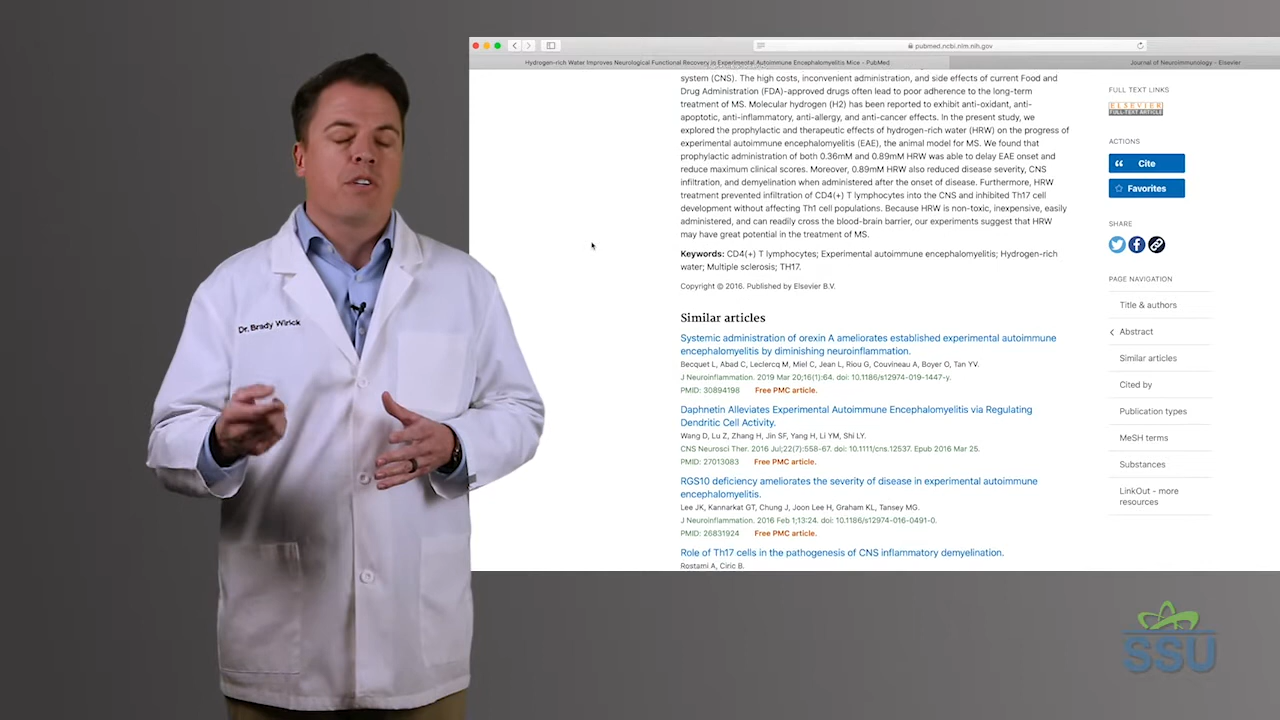 pubmed.ncbi.nlm.nih.gov
Hydrogen-rich Water Improves Neurological Functional Recovery in Experimental Autoimmune Encephalomyelitis Mice - PubMed
Journal of Neuroimmunology - Elsevier
system (CNS). The high costs, inconvenient administration, and side effects of current Food and
Drug Administration (FDA)-approved drugs often lead to poor adherence to the long-term
treatment of MS. Molecular hydrogen (H2) has been reported to exhibit anti-oxidant, anti-
apoptotic, anti-inflammatory, anti-allergy, and anti-cancer effects. In the present study, we
explored the prophylactic and therapeutic effects of hydrogen-rich water (HRW) on the progress of
experimental autoimmune encephalomyelitis (EAE), the animal model for MS. We found that
prophylactic administration of both 0.36mM and 0.89mM HRW was able to delay EAE onset and
reduce maximum clinical scores. Moreover, 0.89mM HRW also reduced disease severity, CNS
infiltration, and demyelination when administered after the onset of disease. Furthermore, HRW
treatment prevented infiltration of CD4(+) T lymphocytes into the CNS and inhibited Th17 cell
development without affecting Th1 cell populations. Because HRW is non-toxic, inexpensive, easily
administered, and can readily cross the blood-brain barrier, our experiments suggest that HRW
may have great potential in the treatment of MS.
Keywords: CD4(+) T lymphocytes; Experimental autoimmune encephalomyelitis; Hydrogen-rich
water; Multiple sclerosis; TH17.
Copyright © 2016. Published by Elsevier B.V.
Similar articles
Systemic administration of orexin A ameliorates established experimental autoimmune
encephalomyelitis by diminishing neuroinflammation.
Becquet L, Abad C, Leclercq M, Miel C, Jean L, Riou G, Couvineau A, Boyer O, Tan YV.
J Neuroinflammation. 2019 Mar 20;16(1):64. doi: 10.1186/s12974-019-1447-y.
PMID: 30894198 Free PMC article.
Daphnetin Alleviates Experimental Autoimmune Encephalomyelitis via Regulating
Dendritic Cell Activity.
Wang D, Lu Z, Zhang H, Jin SF, Yang H, Li YM, Shi LY.
CNS Neurosci Ther. 2016 Jul;22(7):558-67. doi: 10.1111/cns.12537. Epub 2016 Mar 25.
PMID: 27013083 Free PMC article.
RGS10 deficiency ameliorates the severity of disease in experimental autoimmune
encephalomyelitis.
Lee JK, Kannarkat GT, Chung J, Joon Lee H, Graham KL, Tansey MG.
J Neuroinflammation. 2016 Feb 1;13:24. doi: 10.1186/s12974-016-0491-0.
PMID: 26831924 Free PMC article.
Role of Th17 cells in the pathogenesis of CNS inflammatory demyelination.
Rostami A, Ciric B.
FULL TEXT LINKS
ELSEVIER
FULL-TEXT ARTICLE
ACTIONS
Cite
Favorites
SHARE
PAGE NAVIGATION
Title & authors
Abstract
Similar articles
Cited by
Publication types
MeSH terms
Substances
LinkOut - more
resources
Dr. Brady Wirick
SSU